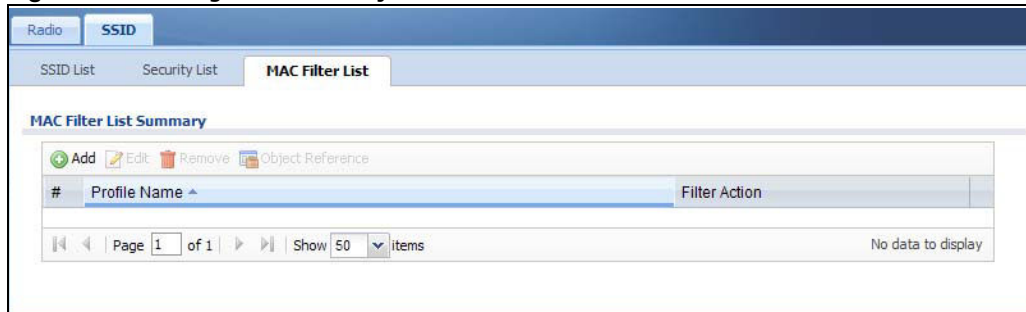 Radio SSID
SSID List Security List MAC Filter List
MAC Filter List Summary
Add Edit Remove Object Reference
# Profile Name Filter Action
Page 1 of 1 Show 50 items No data to display